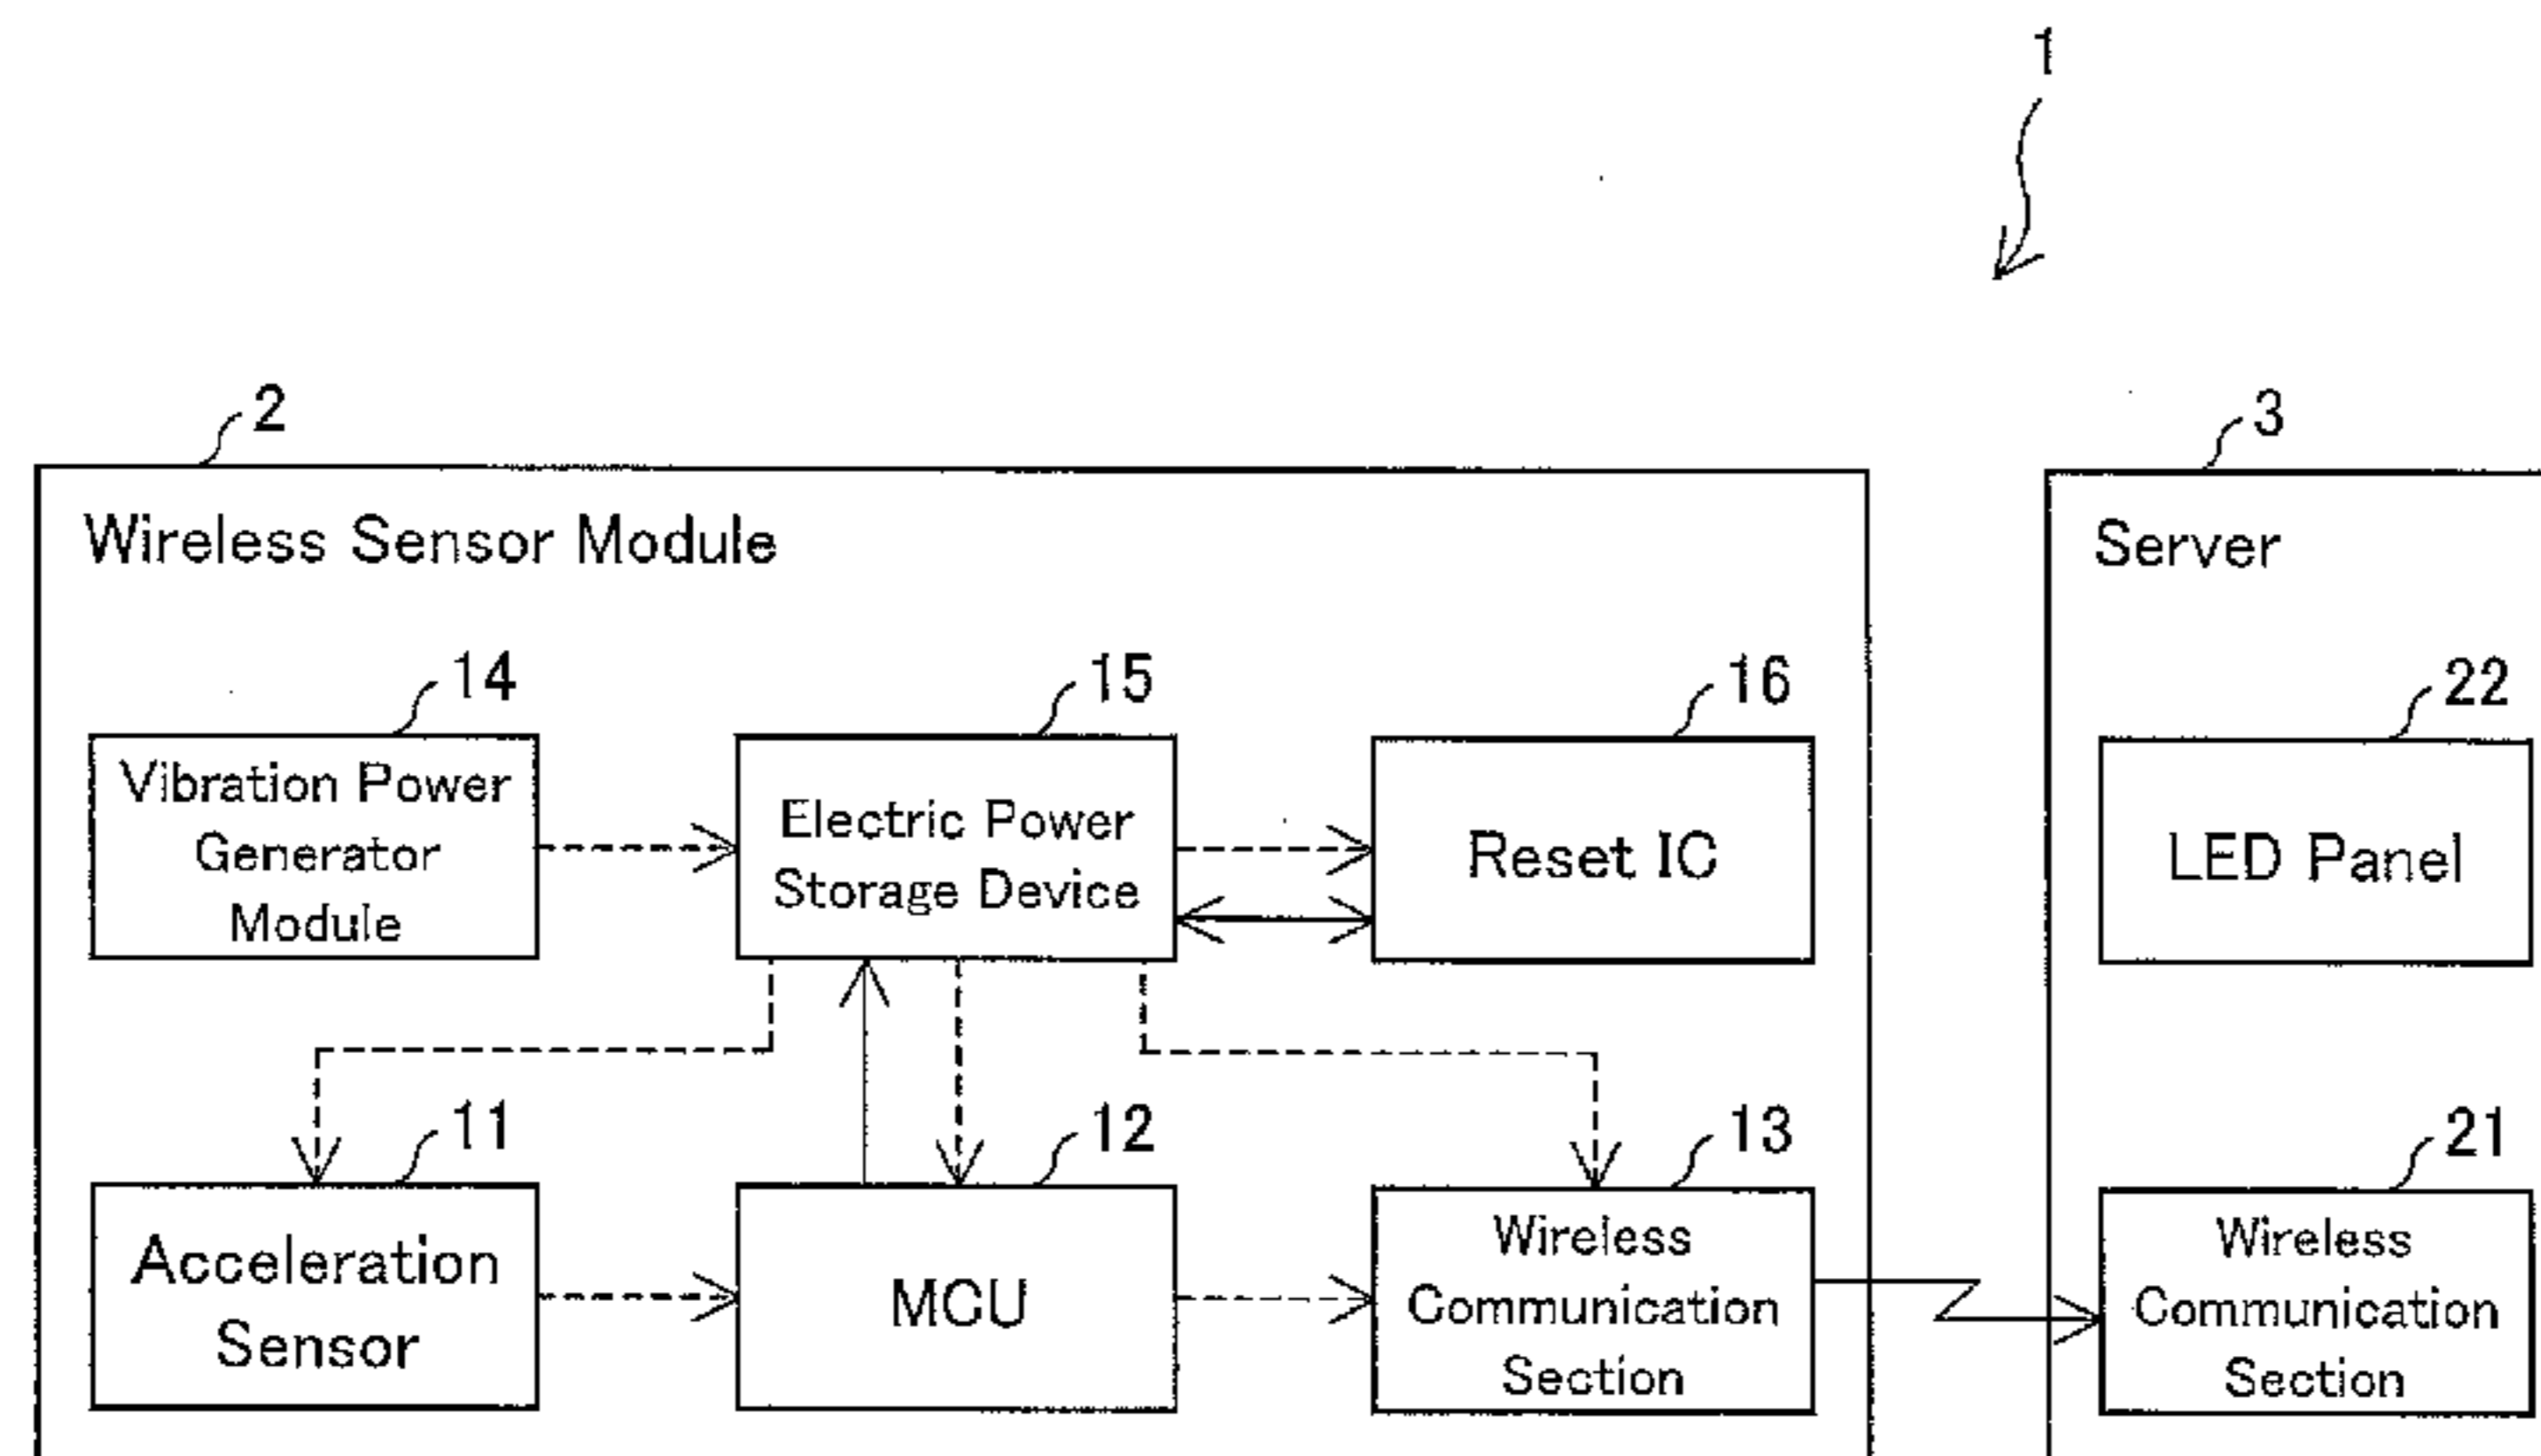 1
2
3
Wireless Sensor Module
Server
14
15
16
22
Vibration Power
Generator
Module
Electric Power
Storage Device
Reset IC
LED Panel
11
12
13
21
Acceleration
Sensor
MCU
Wireless
Communication
Section
Wireless
Communication
Section